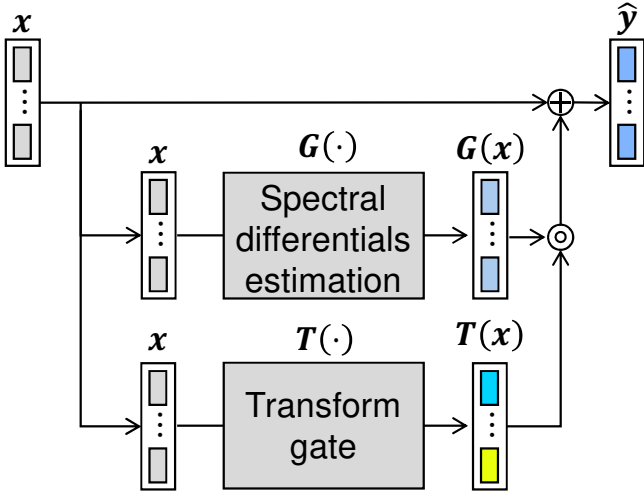 x
ŷ
x
G(·)
G(x)
Spectral
differentials
estimation
x
T(·)
T(x)
Transform
gate